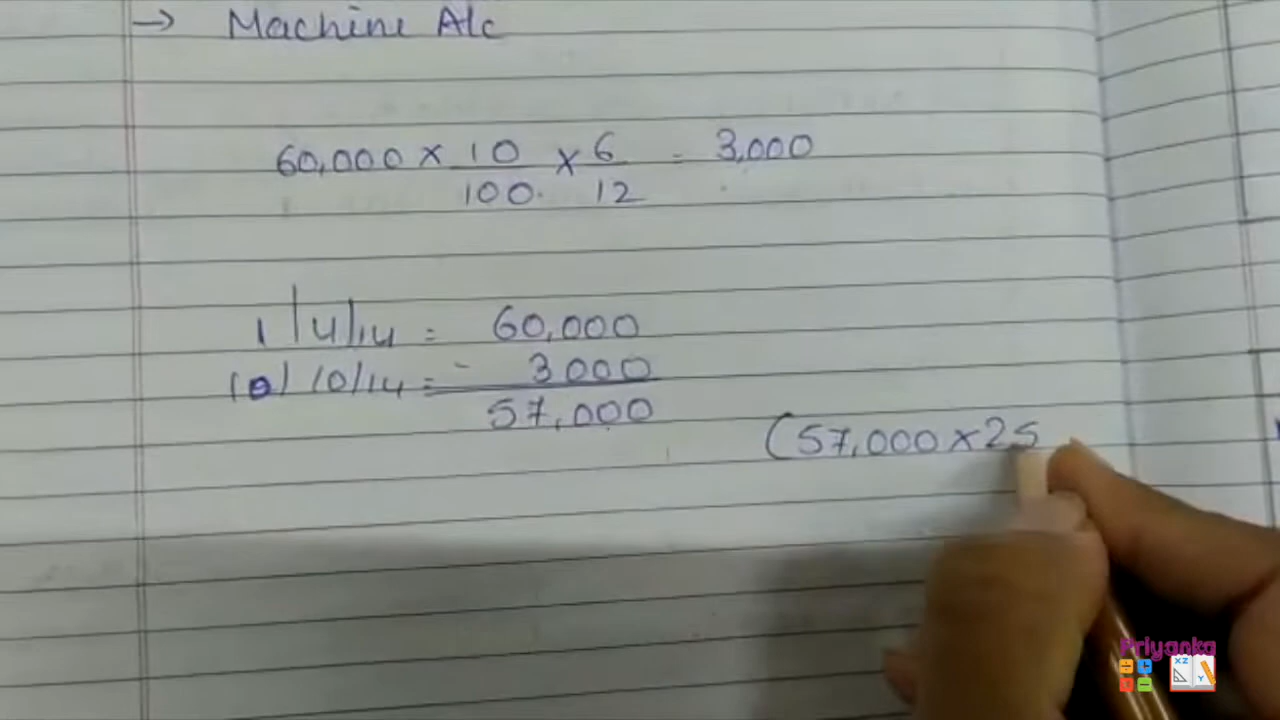 → Machine A/c
60,000 × 10/100 × 6/12 = 3,000
1/4/14 = 60,000
10/10/14 = - 3000
57,000
(57,000 × 25
Priyanka